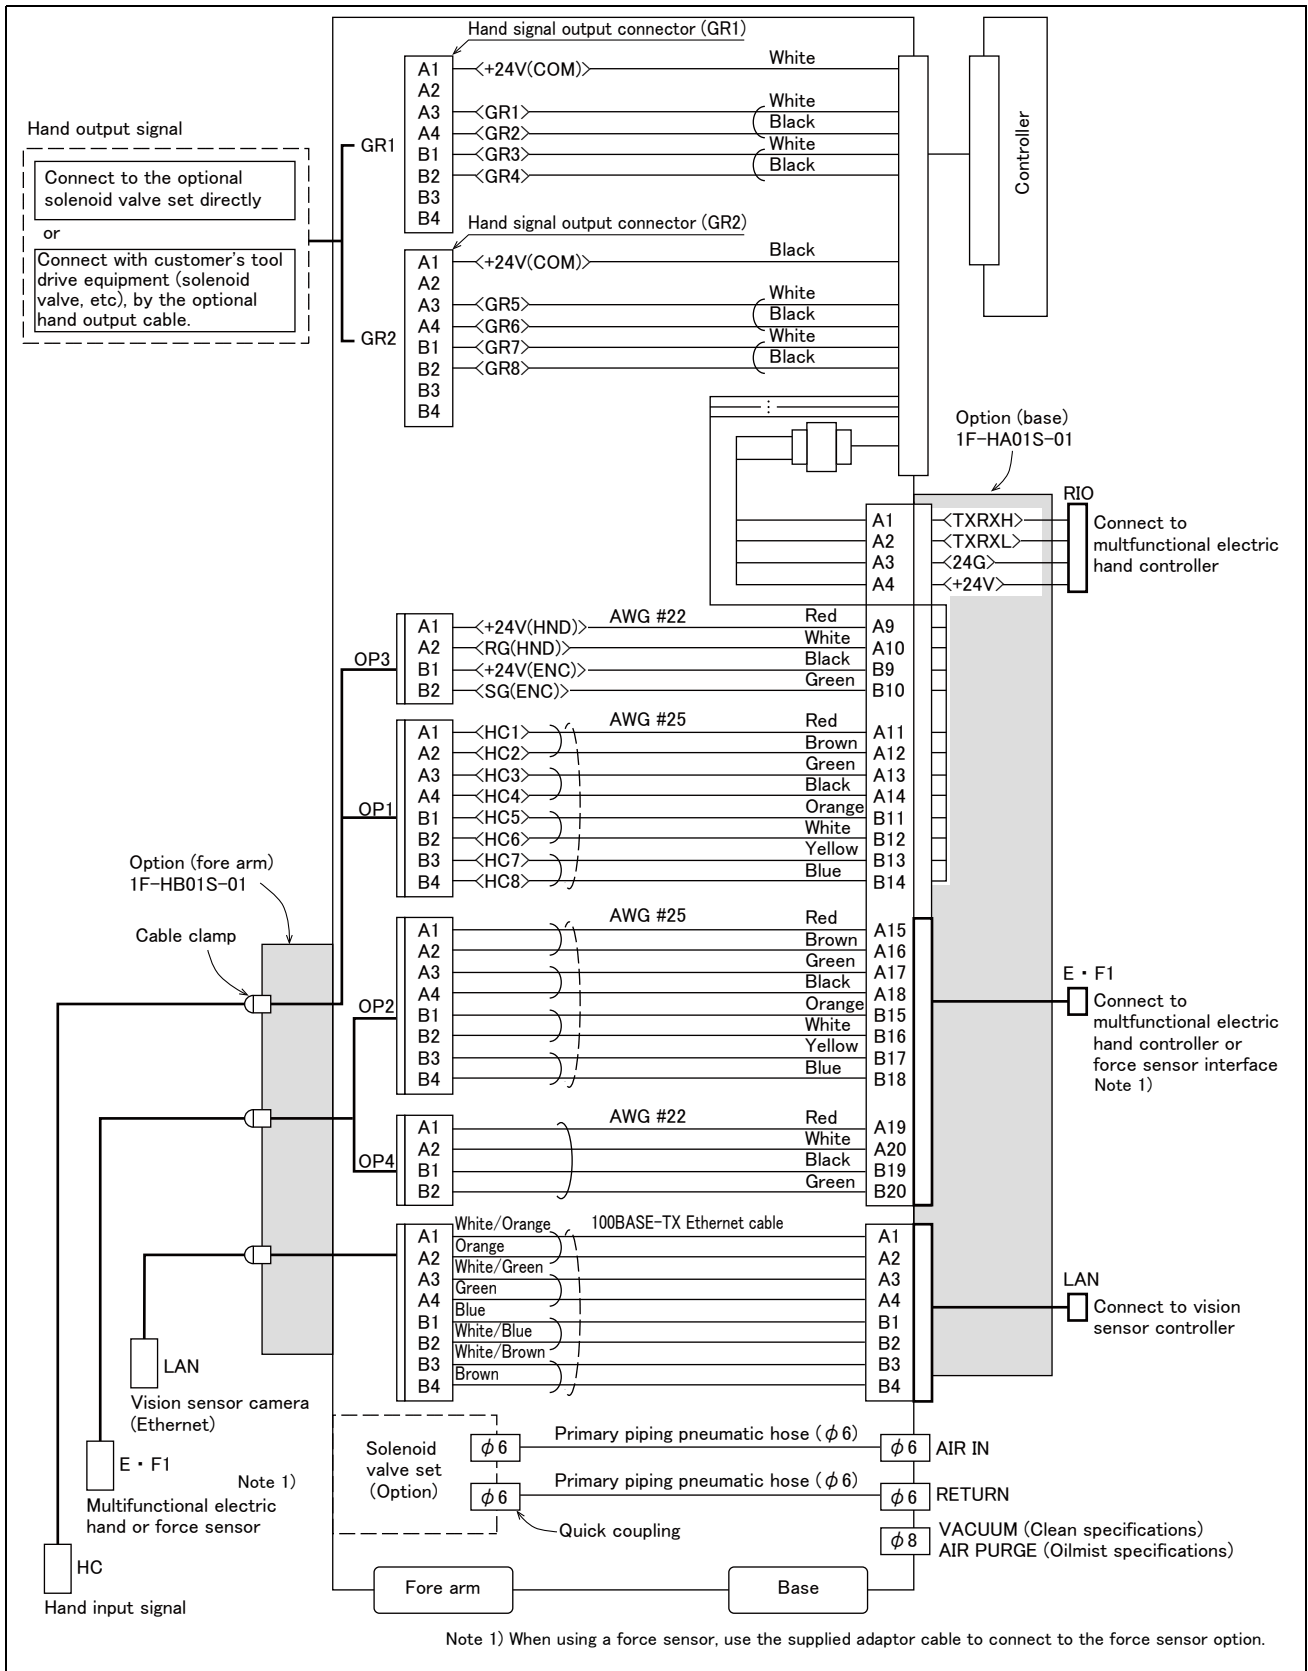 Hand signal output connector (GR1)
A1 <+24V(COM)> White
A2
A3 <GR1> White
A4 <GR2> Black
B1 <GR3> White
B2 <GR4> Black
B3
B4
GR1
Controller
Hand output signal
Connect to the optional
solenoid valve set directly
or
Connect with customer's tool
drive equipment (solenoid
valve, etc), by the optional
hand output cable.
Hand signal output connector (GR2)
A1 <+24V(COM)> Black
A2
A3 <GR5> White
A4 <GR6> Black
B1 <GR7> White
B2 <GR8> Black
B3
B4
GR2
Option (base)
1F-HA01S-01
RIO
A1 <TXRXH>
A2 <TXRXL>
A3 <24G>
A4 <+24V>
Connect to
multfunctional electric
hand controller
OP3
AWG #22
A1 <+24V(HND)> Red A9
A2 <RG(HND)> White A10
B1 <+24V(ENC)> Black B9
B2 <SG(ENC)> Green B10
OP1
AWG #25
A1 <HC1> Red A11
A2 <HC2> Brown A12
A3 <HC3> Green A13
A4 <HC4> Black A14
B1 <HC5> Orange B11
B2 <HC6> White B12
B3 <HC7> Yellow B13
B4 <HC8> Blue B14
Option (fore arm)
1F-HB01S-01
Cable clamp
OP2
AWG #25
A1 Red A15
A2 Brown A16
A3 Green A17
A4 Black A18
B1 Orange B15
B2 White B16
B3 Yellow B17
B4 Blue B18
E・F1
Connect to
multfunctional electric
hand controller or
force sensor interface
Note 1)
OP4
AWG #22
A1 Red A19
A2 White A20
B1 Black B19
B2 Green B20
100BASE-TX Ethernet cable
A1 White/Orange A1
A2 Orange A2
A3 White/Green A3
A4 Green A4
B1 Blue B1
B2 White/Blue B2
B3 White/Brown B3
B4 Brown B4
LAN
Connect to vision
sensor controller
LAN
Vision sensor camera
(Ethernet)
E・F1
Note 1)
Multifunctional electric
hand or force sensor
HC
Hand input signal
Solenoid
valve set
(Option)
φ6 Primary piping pneumatic hose (φ6) φ6 AIR IN
φ6 Primary piping pneumatic hose (φ6) φ6 RETURN
Quick coupling
φ8 VACUUM (Clean specifications)
AIR PURGE (Oilmist specifications)
Fore arm
Base
Note 1) When using a force sensor, use the supplied adaptor cable to connect to the force sensor option.